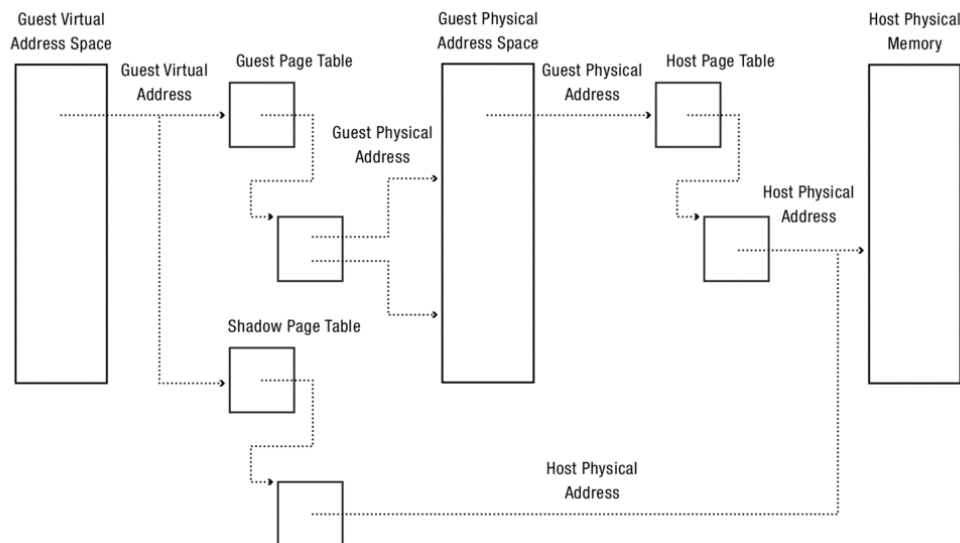 Guest Virtual
Address Space
Guest Physical
Address Space
Host Physical
Memory
Guest Virtual
Address
Guest Page Table
Guest Physical
Address
Host Page Table
Guest Physical
Address
Host Physical
Address
Shadow Page Table
Host Physical
Address